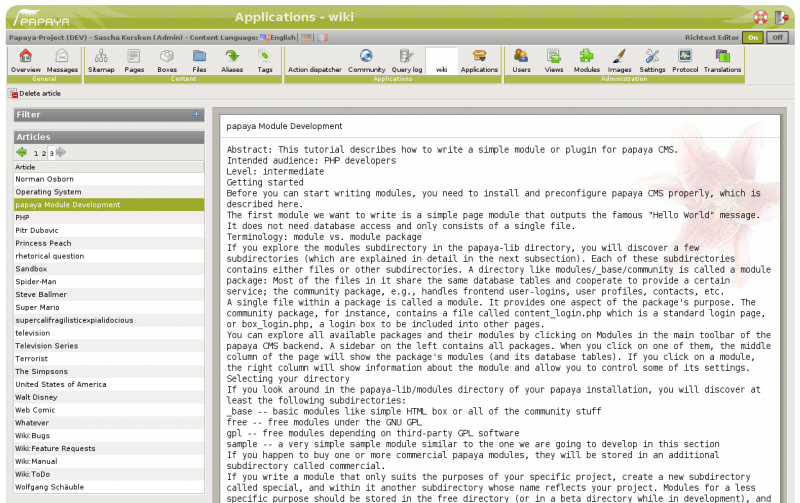 PAPAYA
Applications - wiki
Papaya-Project (DEV) - Sascha Kersken (Admin) - Content Language: English
Richtext Editor On Off
Overview Messages Sitemap Pages Boxes Files Aliases Tags Action dispatcher Community Query log wiki Applications Users Views Modules Images Settings Protocol Translations
General Content Applications Administration
Delete article
Filter
Articles
1 2 3
Article
Norman Osborn
Operating System
papaya Module Development
PHP
Pitr Dubovic
Princess Peach
rhetorical question
Sandbox
Spider-Man
Steve Ballmer
Super Mario
supercalifragilisticexpialidocious
television
Television Series
Terrorist
The Simpsons
United States of America
Walt Disney
Web Comic
Whatever
Wiki:Bugs
Wiki:Feature Requests
Wiki:Manual
Wiki:ToDo
Wolfgang Schäuble
papaya Module Development
Abstract: This tutorial describes how to write a simple module or plugin for papaya CMS.
Intended audience: PHP developers
Level: intermediate
Getting started
Before you can start writing modules, you need to install and preconfigure papaya CMS properly, which is
described here.
The first module we want to write is a simple page module that outputs the famous "Hello World" message.
It does not need database access and only consists of a single file.
Terminology: module vs. module package
If you explore the modules subdirectory in the papaya-lib directory, you will discover a few
subdirectories (which are explained in detail in the next subsection). Each of these subdirectories
contains either files or other subdirectories. A directory like modules/_base/community is called a module
package: Most of the files in it share the same database tables and cooperate to provide a certain
service; the community package, e.g., handles frontend user-logins, user profiles, contacts, etc.
A single file within a package is called a module. It provides one aspect of the package's purpose. The
community package, for instance, contains a file called content_login.php which is a standard login page,
or box_login.php, a login box to be included into other pages.
You can explore all available packages and their modules by clicking on Modules in the main toolbar of the
papaya CMS backend. A sidebar on the left contains all packages. When you click on one of them, the middle
column of the page will show the package's modules (and its database tables). If you click on a module,
the right column will show information about the module and allow you to control some of its settings.
Selecting your directory
If you look around in the papaya-lib/modules directory of your papaya installation, you will discover at
least the following subdirectories:
_base -- basic modules like simple HTML box or all of the community stuff
free -- free modules under the GNU GPL
gpl -- free modules depending on third-party GPL software
sample -- a very simple sample module similar to the one we are going to develop in this section
If you happen to buy one or more commercial papaya modules, they will be stored in an additional
subdirectory called commercial.
If you write a module that only suits the purposes of your specific project, create a new subdirectory
called special, and within it another subdirectory whose name reflects your project. Modules for a less
specific purpose should be stored in the free directory (or in a beta directory while in development), and